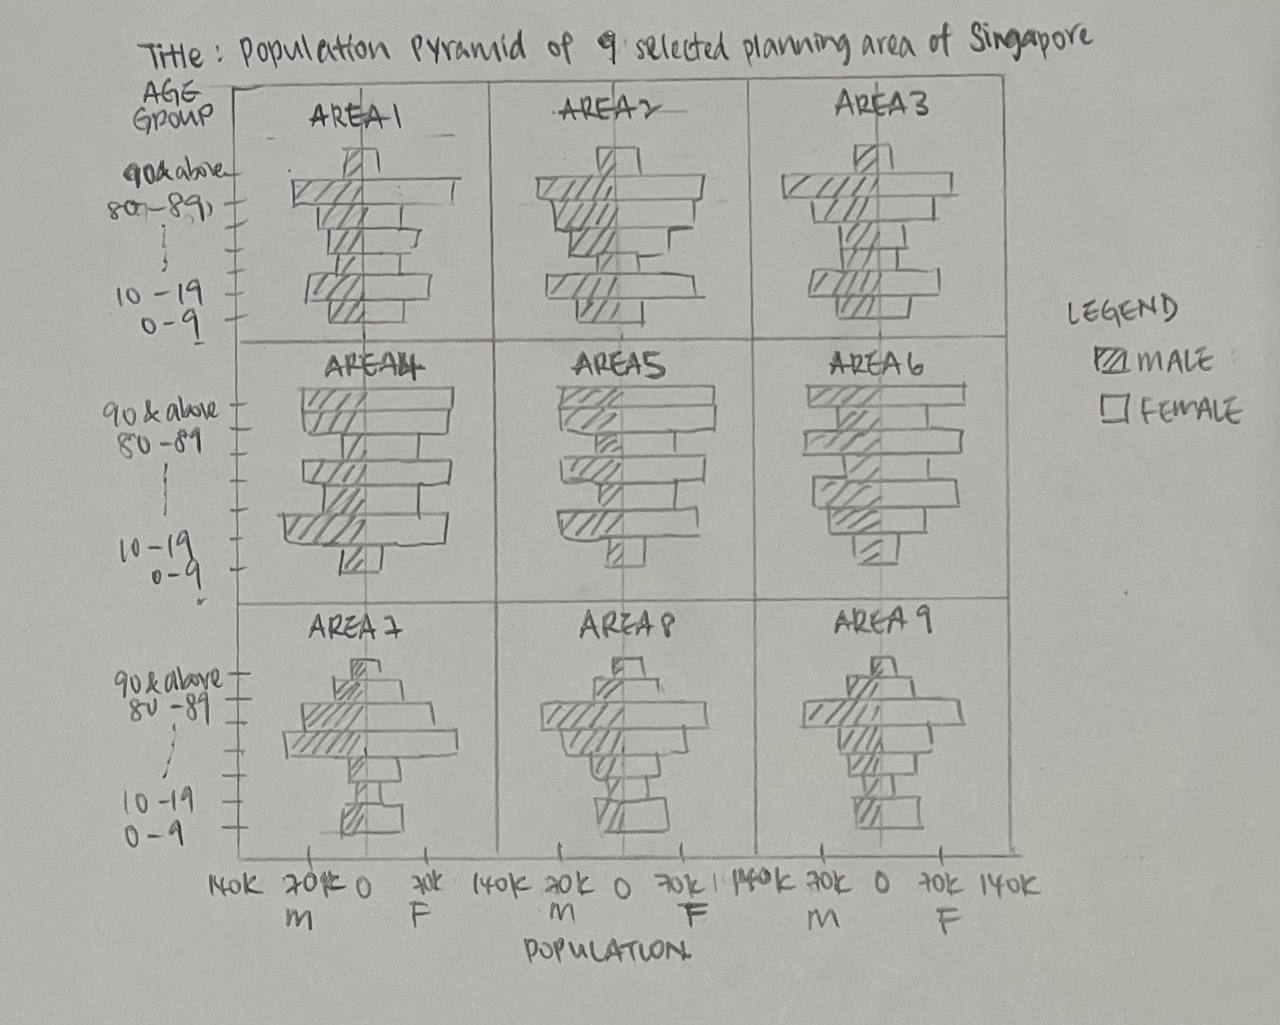 Title: Population Pyramid of 9 selected planning area of Singapore
AGE
GROUP
AREA1
AREA2
AREA3
90& above
80-89
10-19
0-9
LEGEND
MALE
FEMALE
AREA4
AREA5
AREA6
90 & above
80-89
10-19
0-9
AREA7
AREA8
AREA9
90 & above
80-89
10-19
0-9
140K 70K 0 70K 140K 70K 0 70K 140K 70K 0 70K 140K
M F M F M F
POPULATION